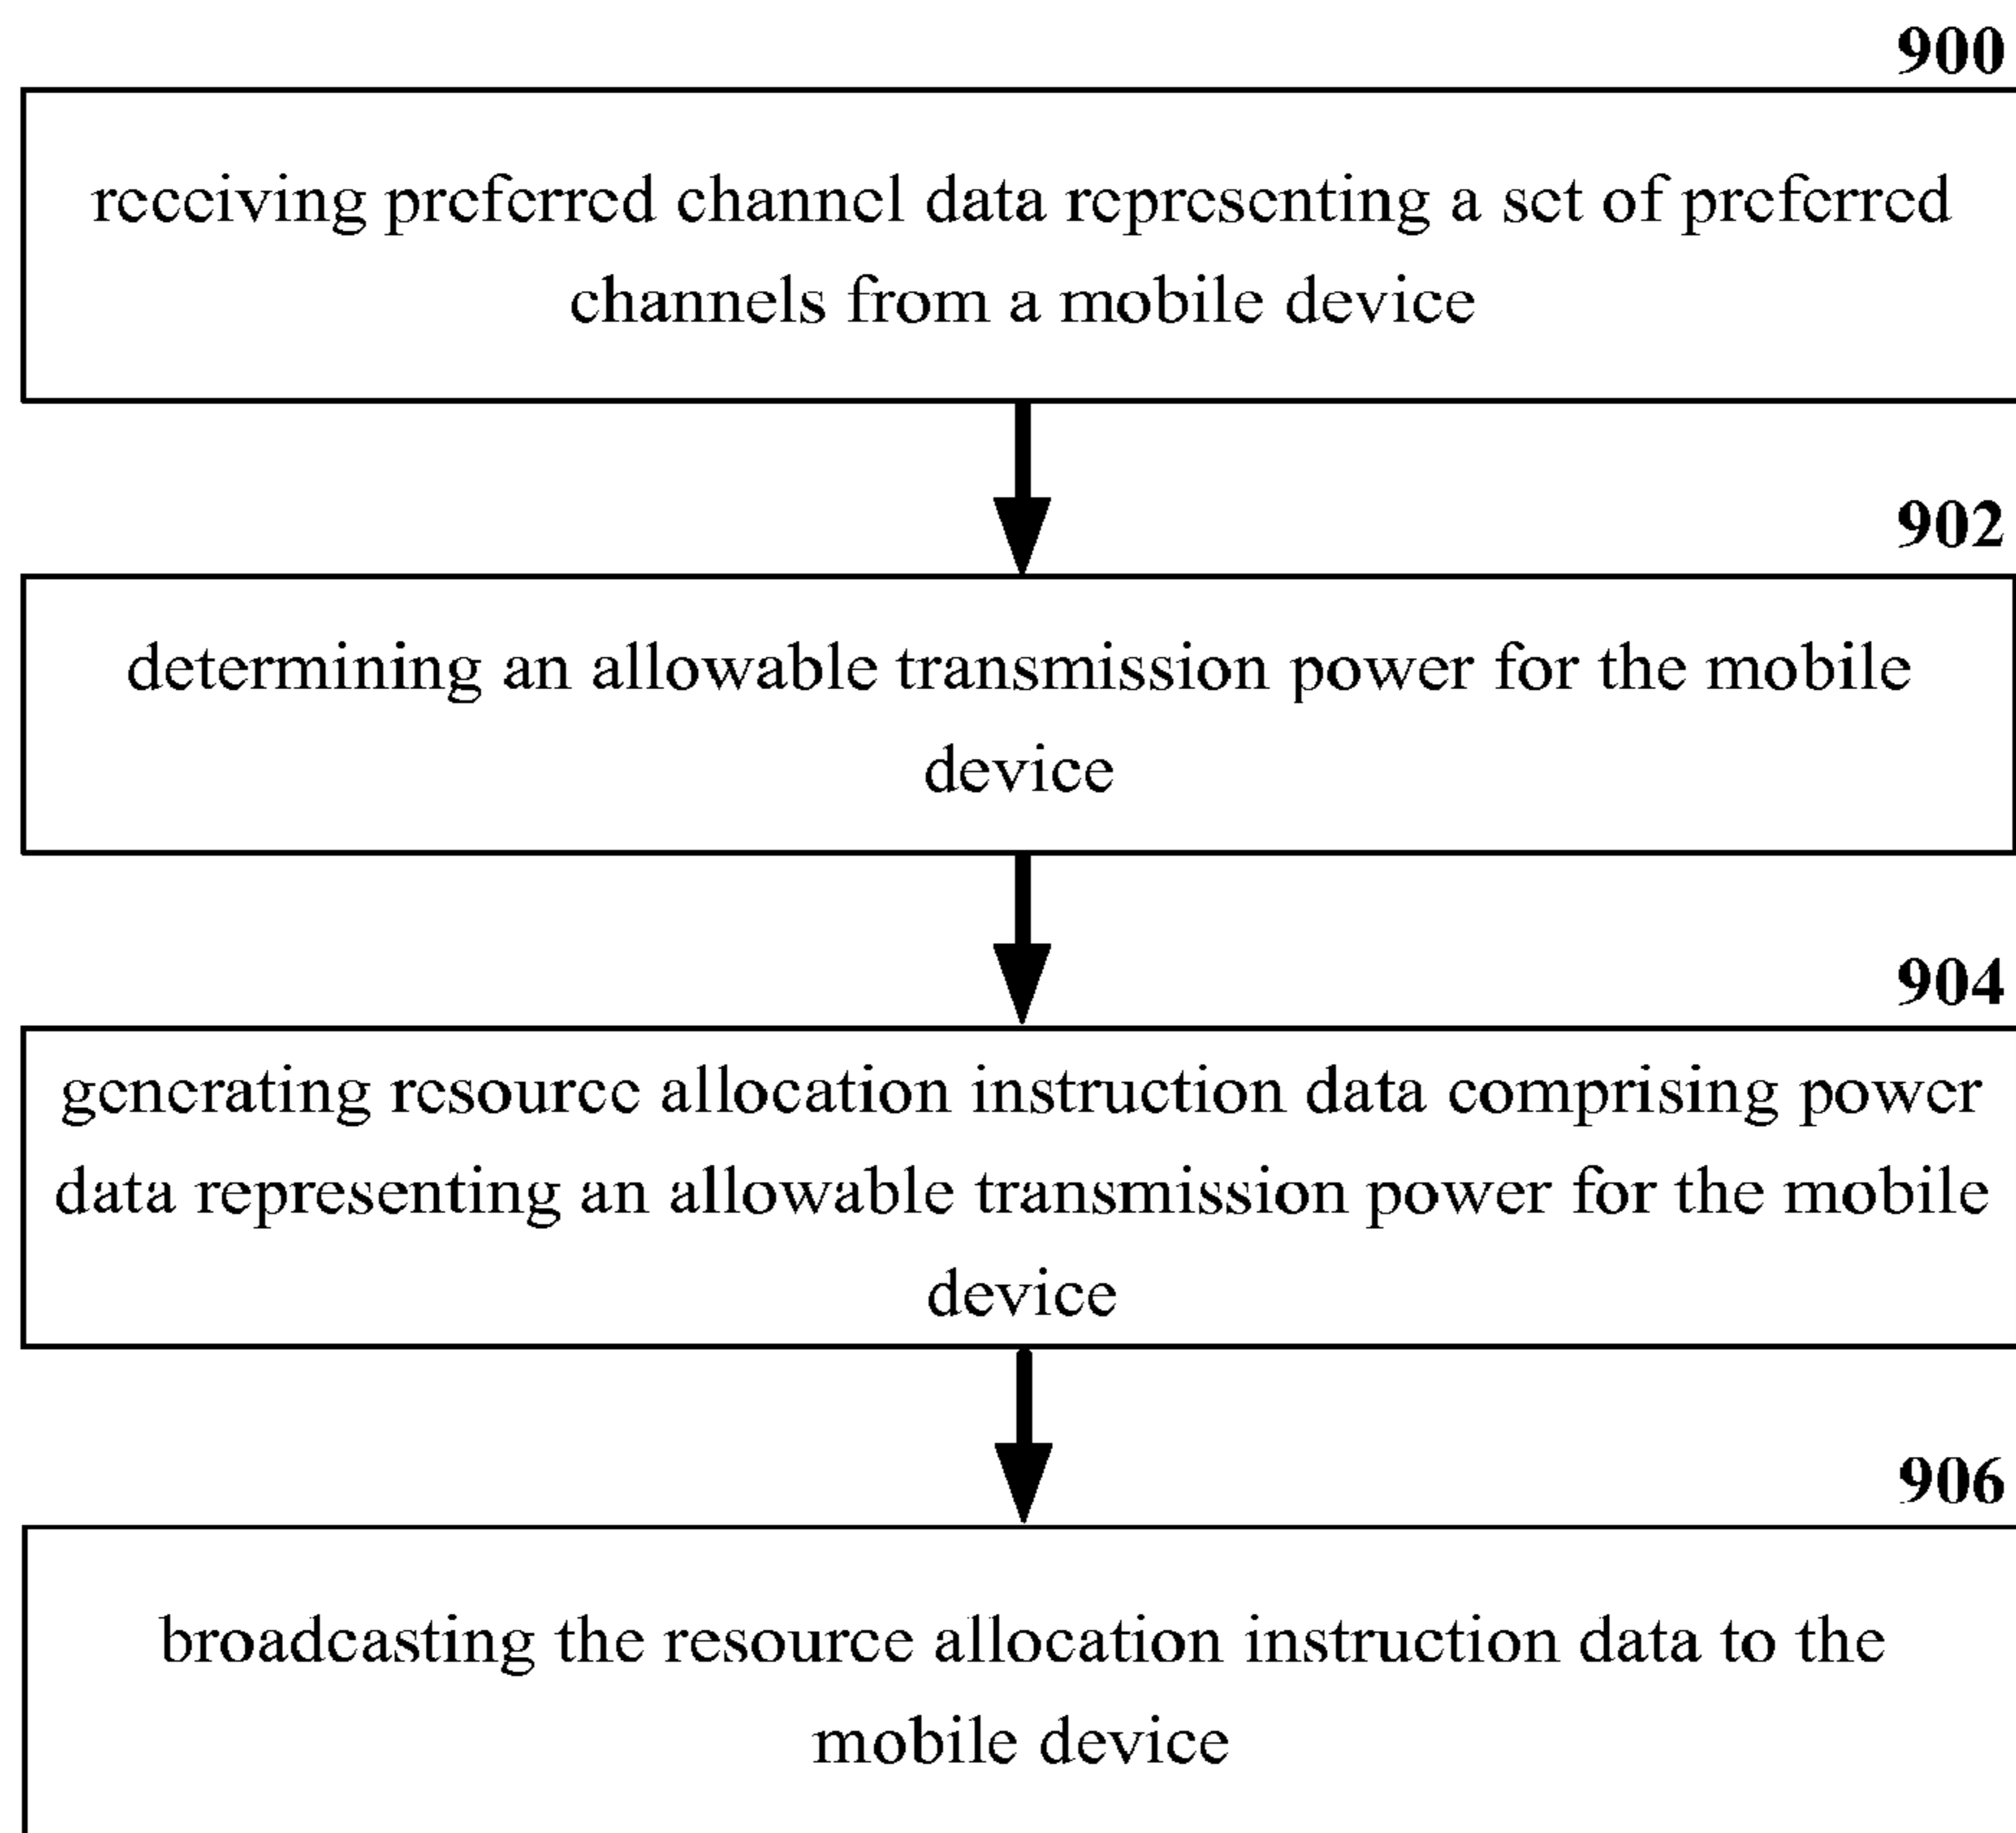 900
receiving preferred channel data representing a set of preferred
channels from a mobile device
902
determining an allowable transmission power for the mobile
device
904
generating resource allocation instruction data comprising power
data representing an allowable transmission power for the mobile
device
906
broadcasting the resource allocation instruction data to the
mobile device